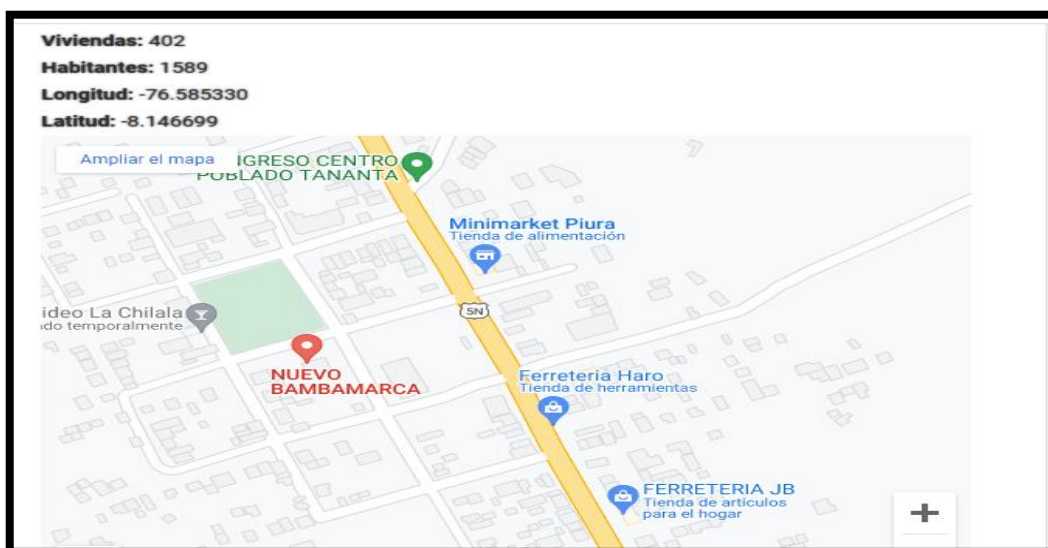 Viviendas: 402
Habitantes: 1589
Longitud: -76.585330
Latitud: -8.146699
Ampliar el mapa
IGRESO CENTRO
POBLADO TANANTA
Minimarket Piura
Tienda de alimentación
5N
ideo La Chilala
do temporalmente
NUEVO
BAMBAMARCA
Ferreteria Haro
Tienda de herramientas
FERRETERIA JB
Tienda de artículos
para el hogar
+